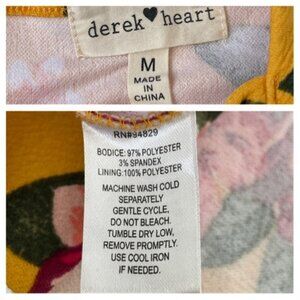 derek♥heart
M
MADE
IN
CHINA
RN#94829
BODICE: 97% POLYESTER
3% SPANDEX
LINING:100% POLYESTER
MACHINE WASH COLD
SEPARATELY
GENTLE CYCLE,
DO NOT BLEACH.
TUMBLE DRY LOW,
REMOVE PROMPTLY.
USE COOL IRON
IF NEEDED.